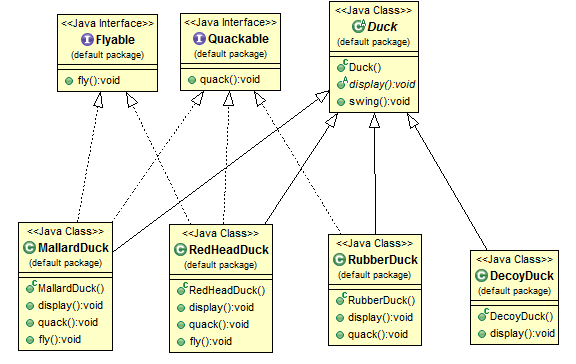 <<Java Interface>>
Flyable
(default package)
fly():void
<<Java Interface>>
Quackable
(default package)
quack():void
<<Java Class>>
Duck
(default package)
Duck()
display():void
swing():void
<<Java Class>>
MallardDuck
(default package)
MallardDuck()
display():void
quack():void
fly():void
<<Java Class>>
RedHeadDuck
(default package)
RedHeadDuck()
display():void
quack():void
fly():void
<<Java Class>>
RubberDuck
(default package)
RubberDuck()
display():void
quack():void
<<Java Class>>
DecoyDuck
(default package)
DecoyDuck()
display():void